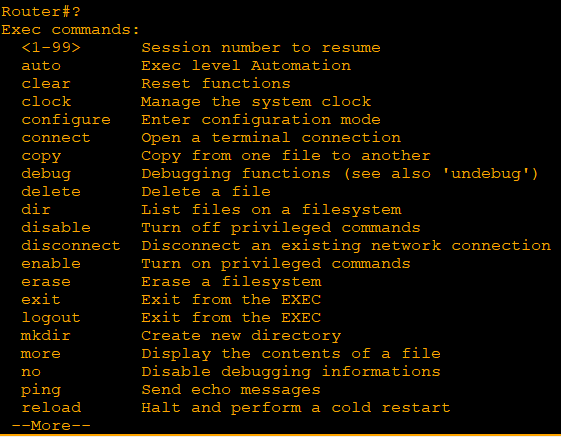 Router#?
Exec commands:
  <1-99>      Session number to resume
  auto        Exec level Automation
  clear       Reset functions
  clock       Manage the system clock
  configure   Enter configuration mode
  connect     Open a terminal connection
  copy        Copy from one file to another
  debug       Debugging functions (see also 'undebug')
  delete      Delete a file
  dir         List files on a filesystem
  disable     Turn off privileged commands
  disconnect  Disconnect an existing network connection
  enable      Turn on privileged commands
  erase       Erase a filesystem
  exit        Exit from the EXEC
  logout      Exit from the EXEC
  mkdir       Create new directory
  more        Display the contents of a file
  no          Disable debugging informations
  ping        Send echo messages
  reload      Halt and perform a cold restart
 --More--